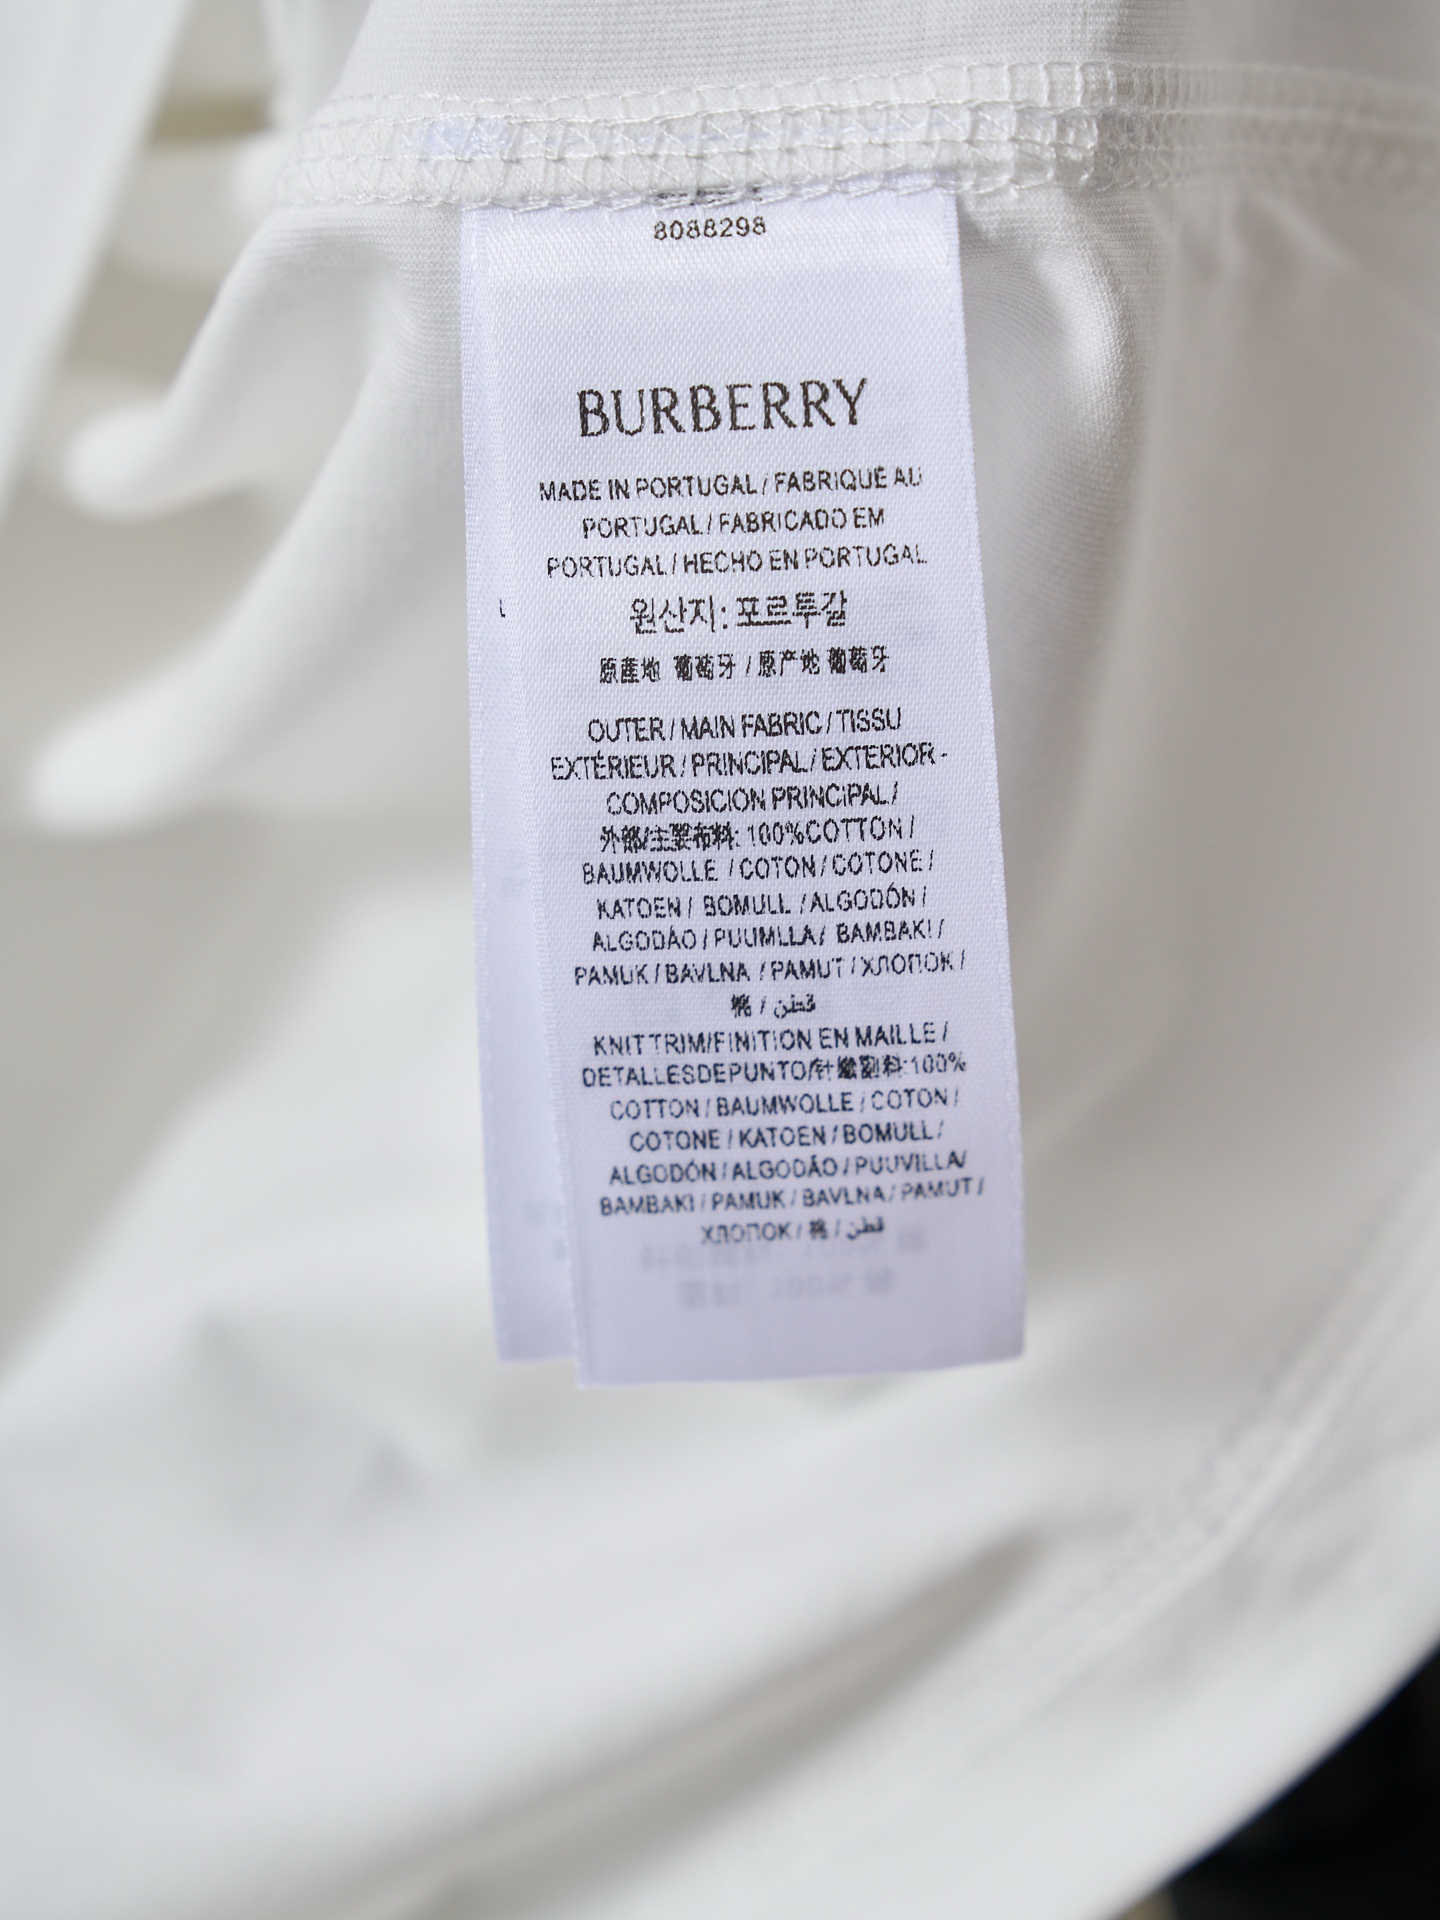 8088298
BURBERRY
MADE IN PORTUGAL / FABRIQUÉ AU
PORTUGAL / FABRICADO EM
PORTUGAL / HECHO EN PORTUGAL
원산지: 포르투갈
原產地 葡萄牙 / 原产地 葡萄牙
OUTER / MAIN FABRIC / TISSU
EXTÉRIEUR / PRINCIPAL / EXTERIOR -
COMPOSICION PRINCIPAL /
外部/主要布料: 100%COTTON /
BAUMWOLLE / COTON / COTONE /
KATOEN / BOMULL / ALGODÓN /
ALGODÃO / PUUMLLA / BAMBAKI /
PAMUK / BAVLNA / PAMUT / ХЛОПОК /
棉 / قطن
KNIT TRIM/FINITION EN MAILLE /
DETALLESDEPUNTO/针織副料:100%
COTTON / BAUMWOLLE / COTON /
COTONE / KATOEN / BOMULL /
ALGODÓN / ALGODÃO / PUUVILLA/
BAMBAKI / PAMUK / BAVLNA / PAMUT /
ХЛОПОК / 棉 / قطن